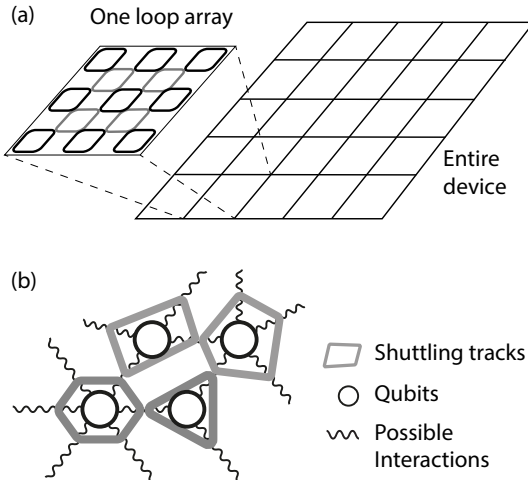 (a)
One loop array
Entire
device
(b)
Shuttling tracks
Qubits
Possible
Interactions